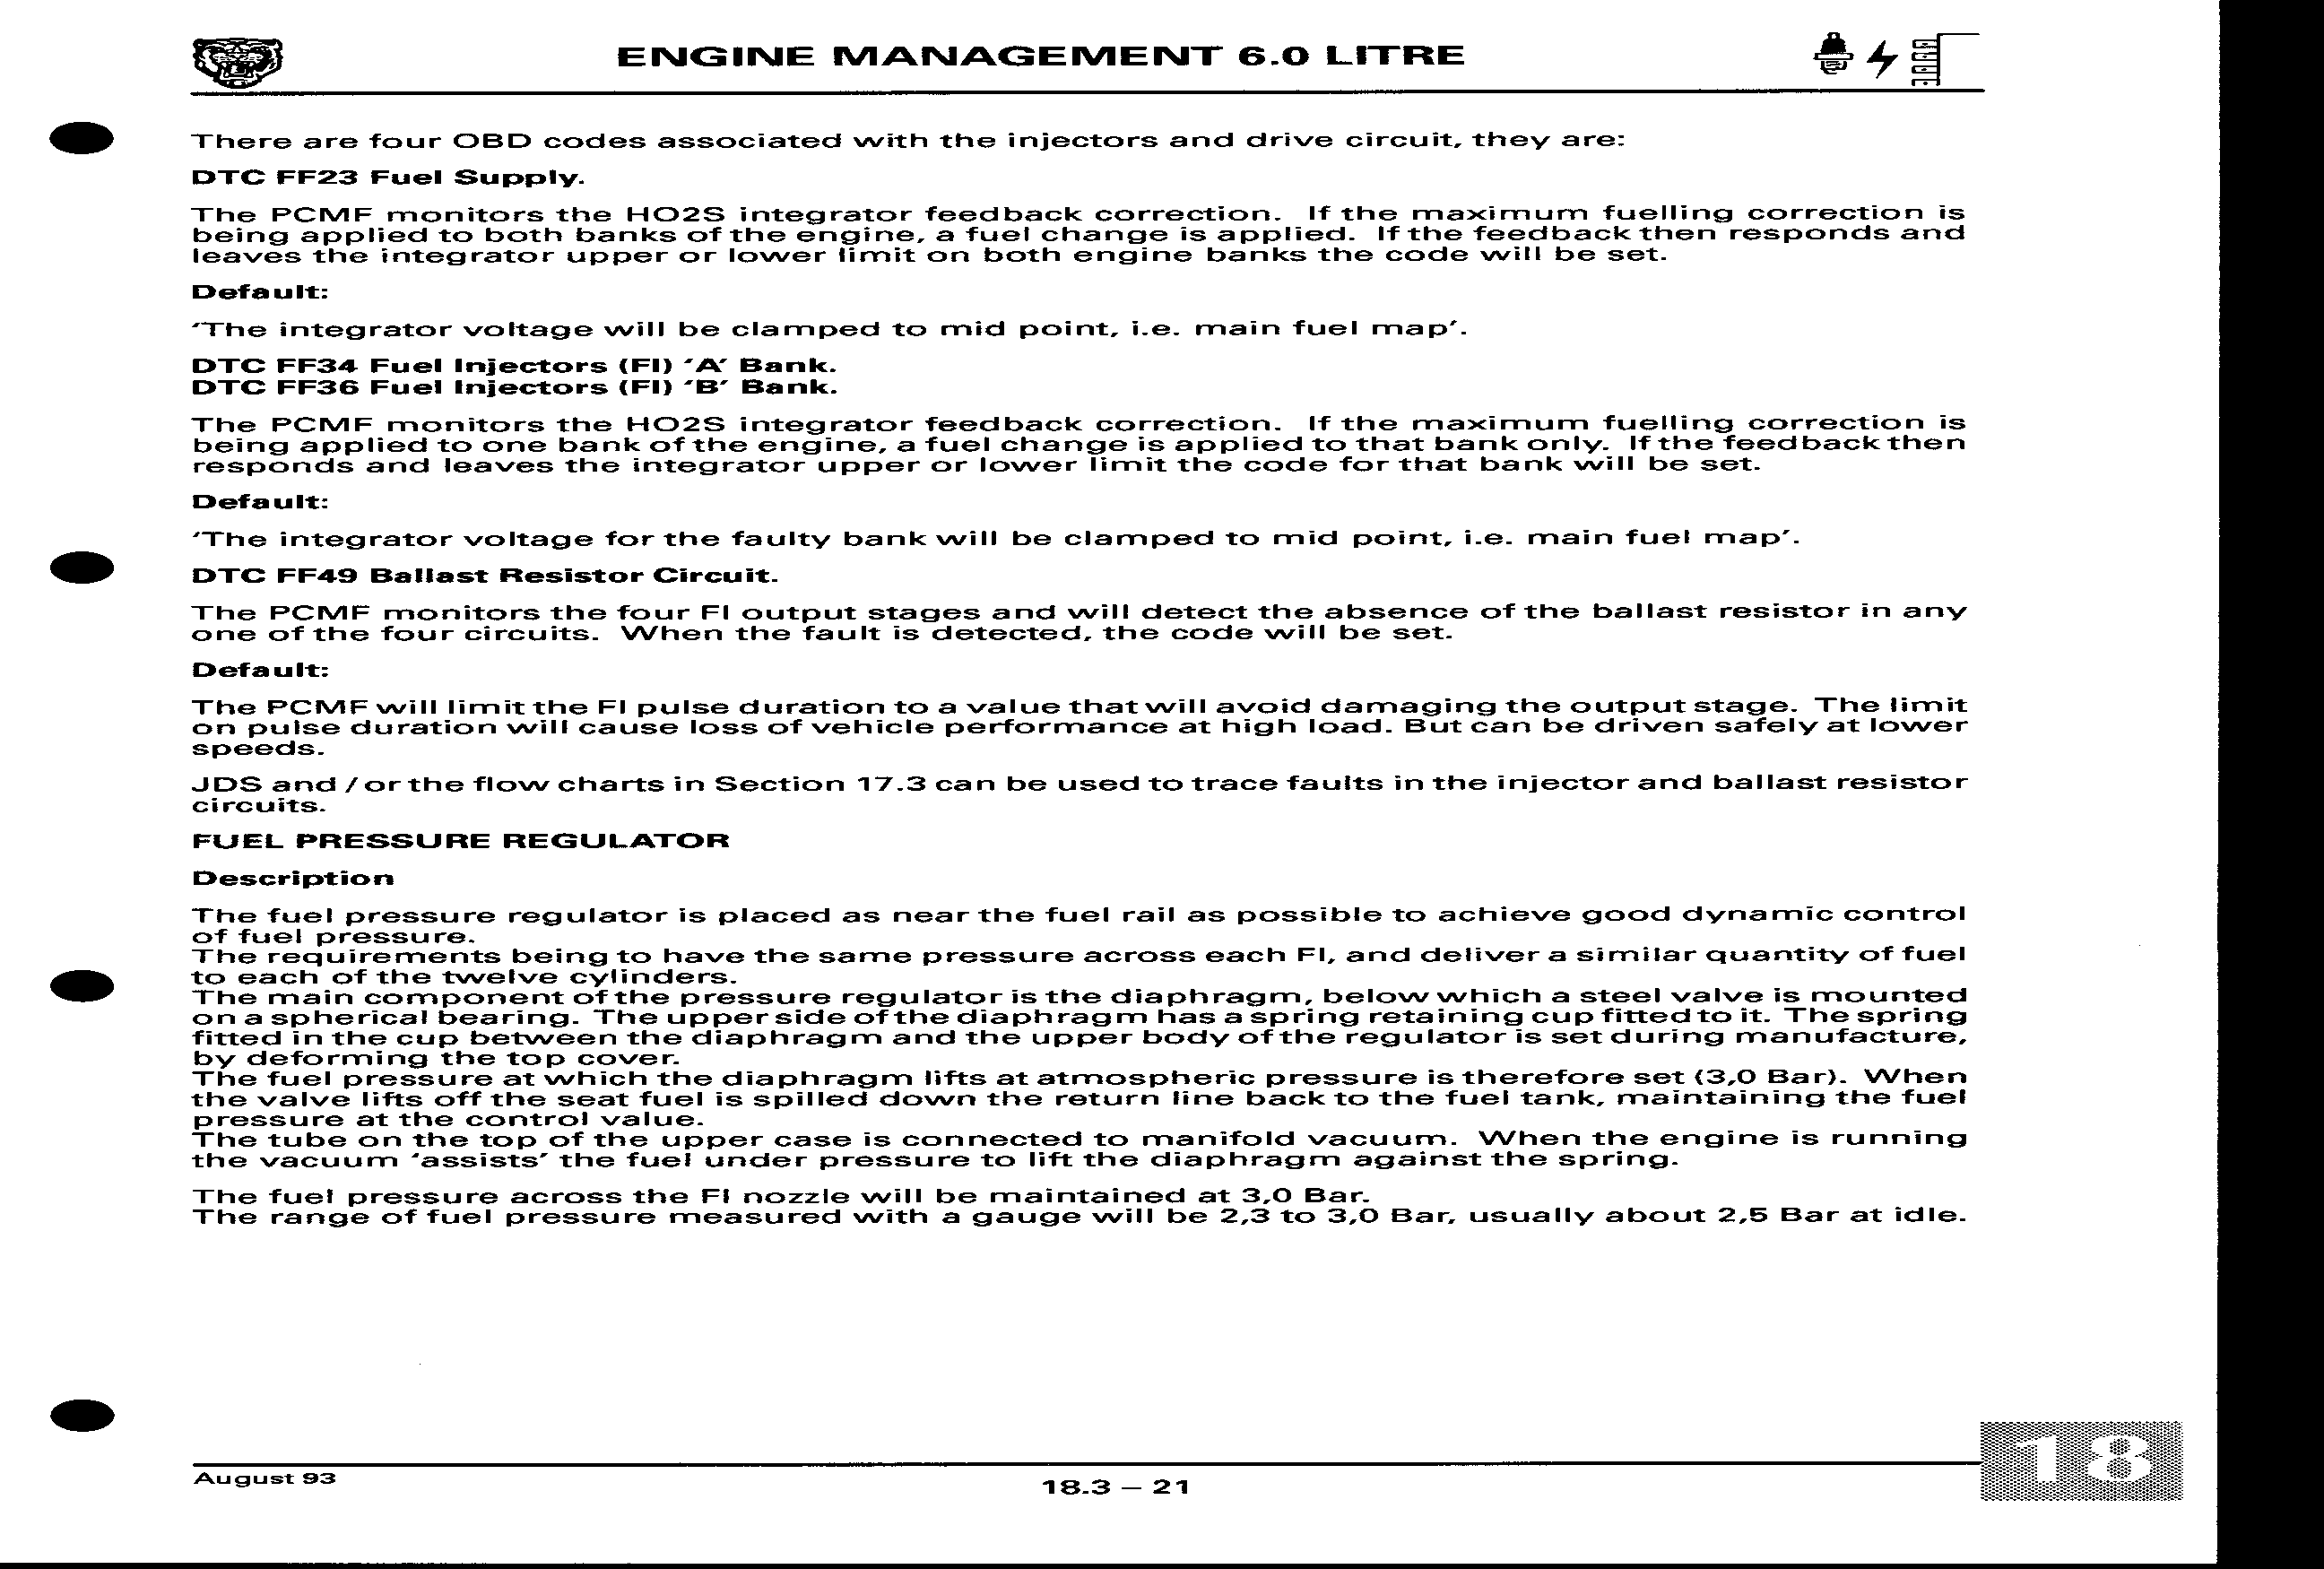 ENGINE MANAGEMENT 6.0 LITRE
There are four OBD codes associated with the injectors and drive circuit, they are:
DTC FF23 Fuel Supply.
The PCMF monitors the HO2S integrator feedback correction. If the maximum fuelling correction is
being applied to both banks of the engine, a fuel change is applied. If the feedback then responds and
leaves the integrator upper or lower limit on both engine banks the code will be set.
Default:
‘The integrator voltage will be clamped to mid point, i.e. main fuel map’.
DTC FF34 Fuel Injectors (FI) ‘A’ Bank.
DTC FF36 Fuel Injectors (FI) ‘B’ Bank.
The PCMF monitors the HO2S integrator feedback correction. If the maximum fuelling correction is
being applied to one bank of the engine, a fuel change is applied to that bank only. If the feedback then
responds and leaves the integrator upper or lower limit the code for that bank will be set.
Default:
‘The integrator voltage for the faulty bank will be clamped to mid point, i.e. main fuel map’.
DTC FF49 Ballast Resistor Circuit.
The PCMF monitors the four FI output stages and will detect the absence of the ballast resistor in any
one of the four circuits. When the fault is detected, the code will be set.
Default:
The PCMF will limit the FI pulse duration to a value that will avoid damaging the output stage. The limit
on pulse duration will cause loss of vehicle performance at high load. But can be driven safely at lower
speeds.
JDS and / or the flow charts in Section 17.3 can be used to trace faults in the injector and ballast resistor
circuits.
FUEL PRESSURE REGULATOR
Description
The fuel pressure regulator is placed as near the fuel rail as possible to achieve good dynamic control
of fuel pressure.
The requirements being to have the same pressure across each FI, and deliver a similar quantity of fuel
to each of the twelve cylinders.
The main component of the pressure regulator is the diaphragm, below which a steel valve is mounted
on a spherical bearing. The upper side of the diaphragm has a spring retaining cup fitted to it. The spring
fitted in the cup between the diaphragm and the upper body of the regulator is set during manufacture,
by deforming the top cover.
The fuel pressure at which the diaphragm lifts at atmospheric pressure is therefore set (3,0 Bar). When
the valve lifts off the seat fuel is spilled down the return line back to the fuel tank, maintaining the fuel
pressure at the control value.
The tube on the top of the upper case is connected to manifold vacuum. When the engine is running
the vacuum ‘assists’ the fuel under pressure to lift the diaphragm against the spring.
The fuel pressure across the FI nozzle will be maintained at 3,0 Bar.
The range of fuel pressure measured with a gauge will be 2,3 to 3,0 Bar, usually about 2,5 Bar at idle.
August 93
18.3 – 21
18